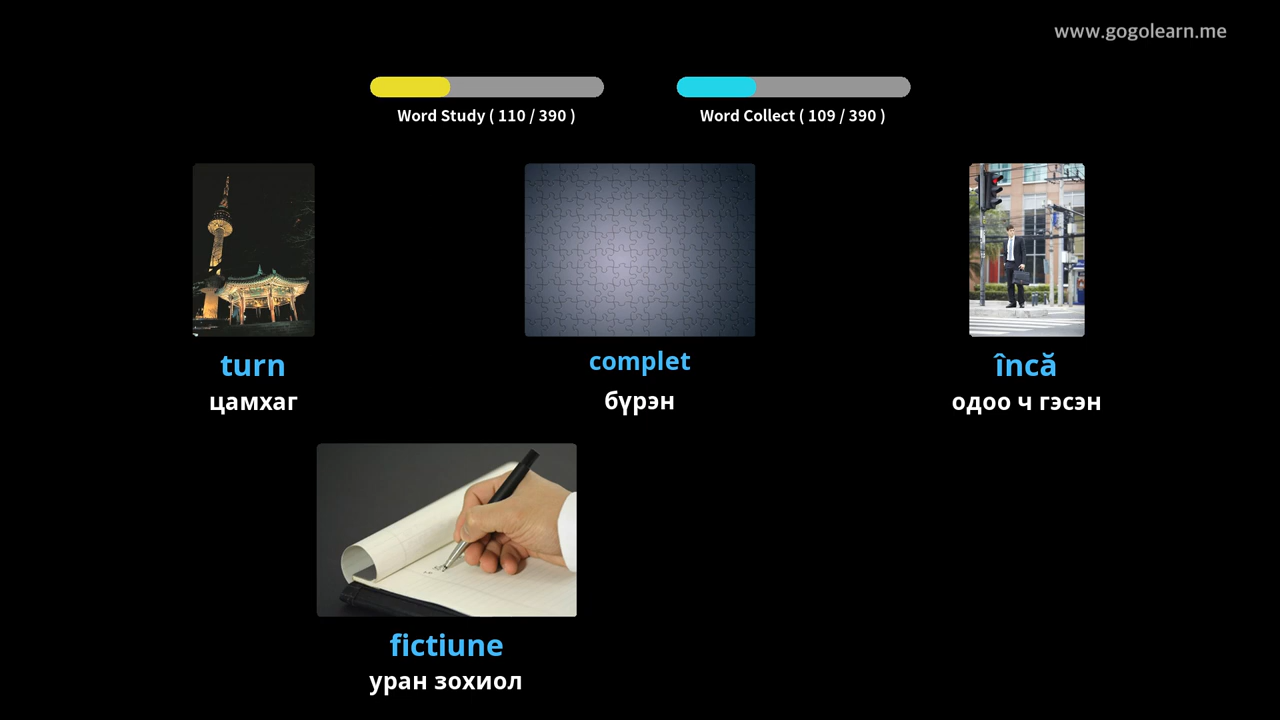 www.gogolearn.me
Word Study ( 110 / 390 )
Word Collect ( 109 / 390 )
turn
цамхаг
complet
бүрэн
încă
одоо ч гэсэн
fictiune
уран зохиол